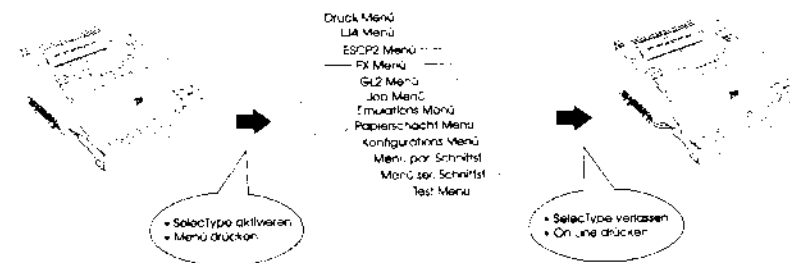 Druck Menü
LJ4 Menü
ESCP2 Menü
FX Menü
GL2 Menü
Job Menü
Emulations Menü
Papierschacht Menü
Konfigurations Menü
Menü par. Schnittst
Menü ser. Schnittst
Test Menü
• SelecType aktivieren
• Menü drücken
• SelecType verlassen
• On Line drücken